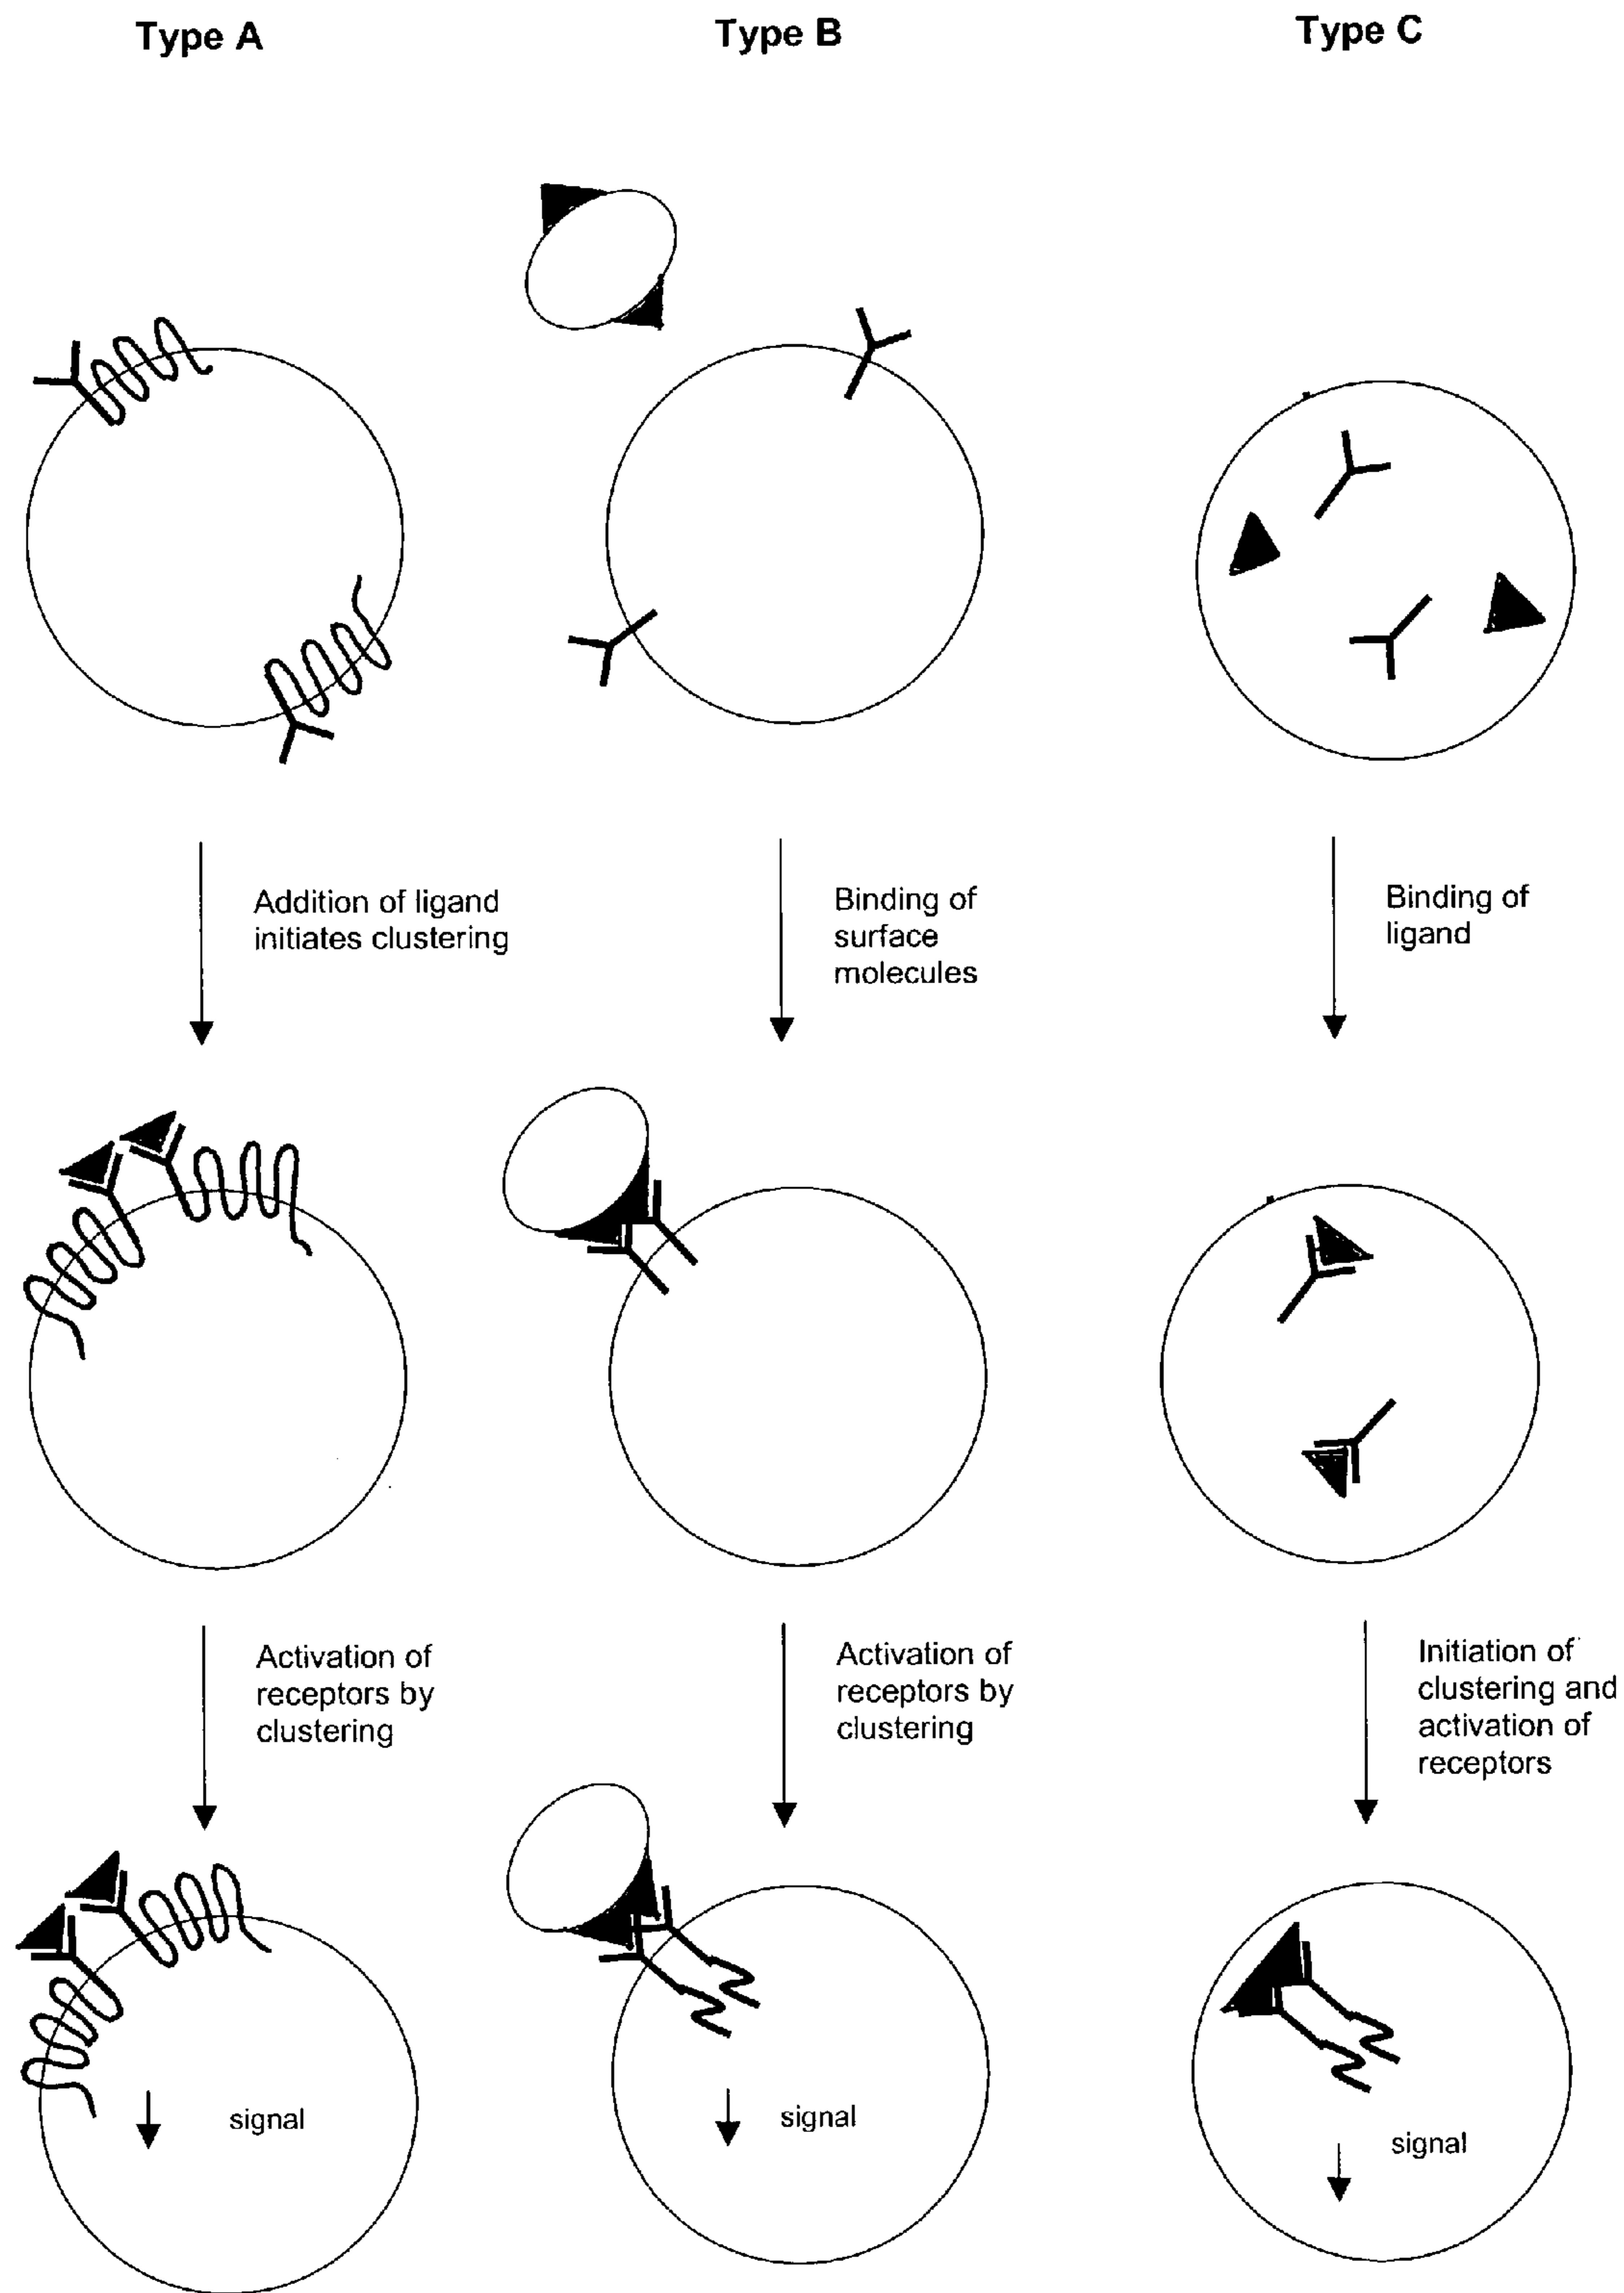 Type A
Type B
Type C
Addition of ligand
initiates clustering
Binding of
surface
molecules
Binding of
ligand
Activation of
receptors by
clustering
Activation of
receptors by
clustering
Initiation of
clustering and
activation of
receptors
signal
signal
signal